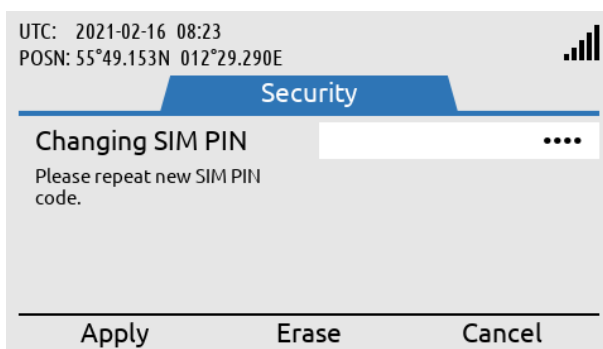 UTC: 2021-02-16 08:23
POSN: 55°49.153N 012°29.290E
Security
Changing SIM PIN ••••
Please repeat new SIM PIN
code.
Apply Erase Cancel